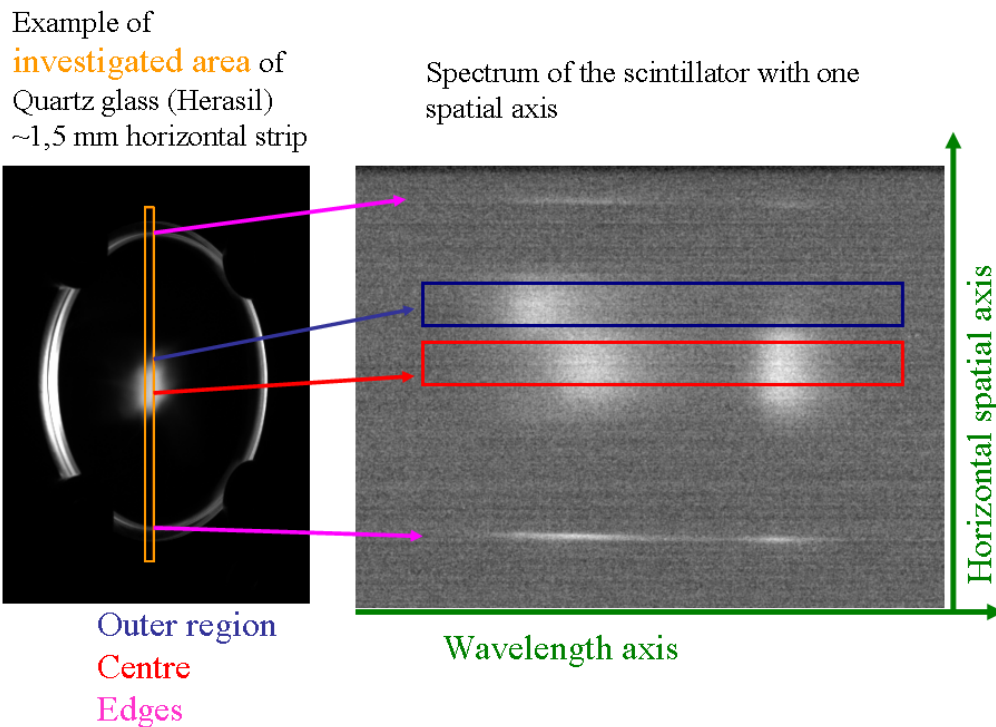 Example of
investigated area of
Quartz glass (Herasil)
~1,5 mm horizontal strip
Spectrum of the scintillator with one
spatial axis
Horizontal spatial axis
Wavelength axis
Outer region
Centre
Edges